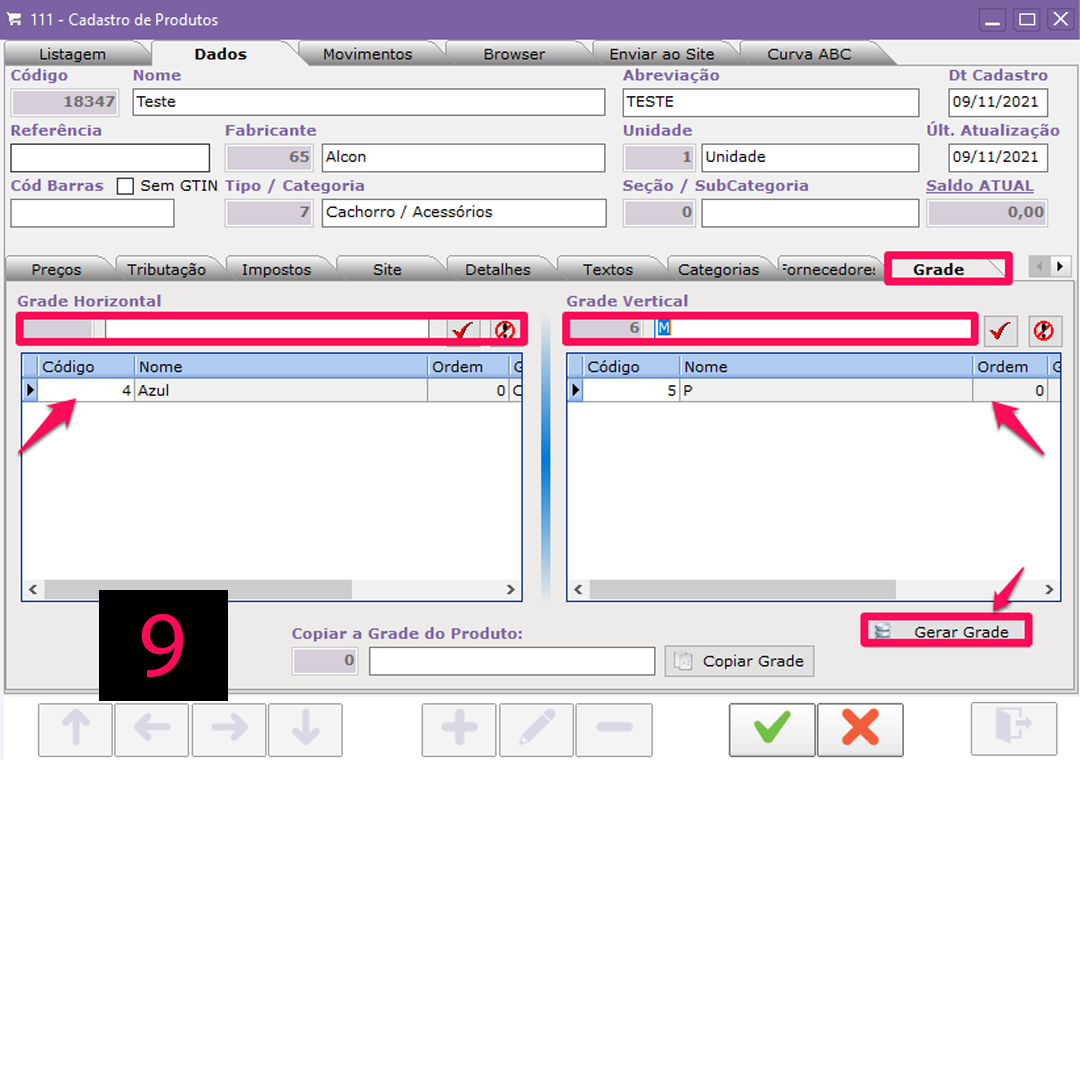 111 - Cadastro de Produtos
Listagem Dados Movimentos Browser Enviar ao Site Curva ABC
Código Nome Abreviação Dt Cadastro
18347 Teste TESTE 09/11/2021
Referência Fabricante Unidade Últ. Atualização
65 Alcon 1 Unidade 09/11/2021
Cód Barras Sem GTIN Tipo / Categoria Seção / SubCategoria Saldo ATUAL
7 Cachorro / Acessórios 0 0,00
Preços Tributação Impostos Site Detalhes Textos Categorias Fornecedores Grade
Grade Horizontal Grade Vertical
6 M
Código Nome Ordem G Código Nome Ordem G
4 Azul 0 C 5 P 0
9
Gerar Grade
Copiar a Grade do Produto:
0 Copiar Grade